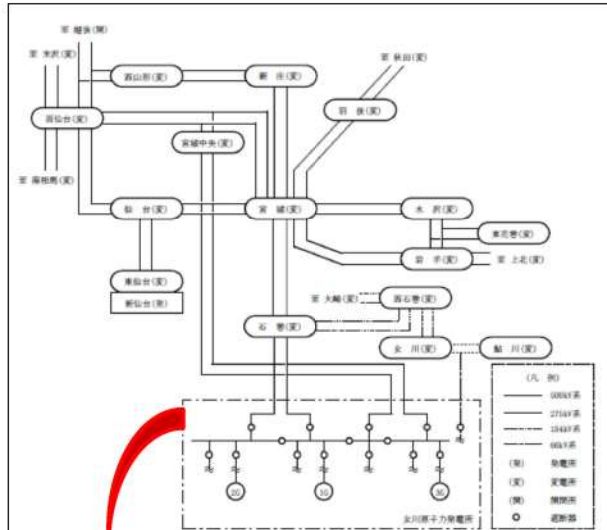 至 越後(開)
至 米沢(変)
至 秋田(変)
西山形(変)
新 庄(変)
羽 後(変)
西仙台(変)
宮城中央(変)
至 南相馬(変)
仙 台(変)
宮 城(変)
水 沢(変)
東花巻(変)
岩 手(変)
至 上北(変)
東仙台(変)
新仙台(発)
至 大崎(変)
西石巻(変)
石 巻(変)
女 川(変)
鮎 川(変)
(凡 例)
500kV系
275kV系
154kV系
66kV系
(発) 発電所
(変) 変電所
(開) 開閉所
遮断器
2G
1G
3G
女川原子力発電所